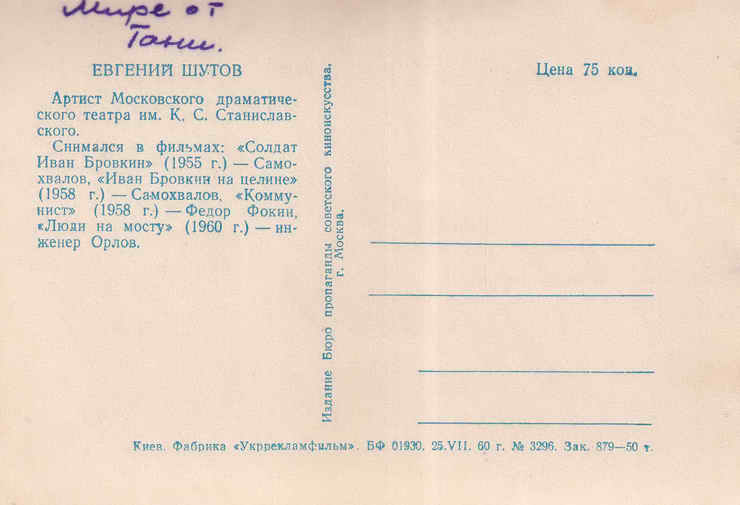 Мире от
Тани.
ЕВГЕНИЙ ШУТОВ
Артист Московского драматиче-
ского театра им. К. С. Станислав-
ского.
Снимался в фильмах: «Солдат
Иван Бровкин» (1955 г.) — Само-
хвалов, «Иван Бровкин на целине»
(1958 г.) — Самохвалов, «Комму-
нист» (1958 г.) — Федор Фокин,
«Люди на мосту» (1960 г.) — ин-
женер Орлов.
Издание Бюро пропаганды советского киноискусства.
г. Москва.
Цена 75 коп.
Киев. Фабрика «Укррекламфильм». БФ 01930. 25.VII. 60 г. № 3296. Зак. 879—50 т.